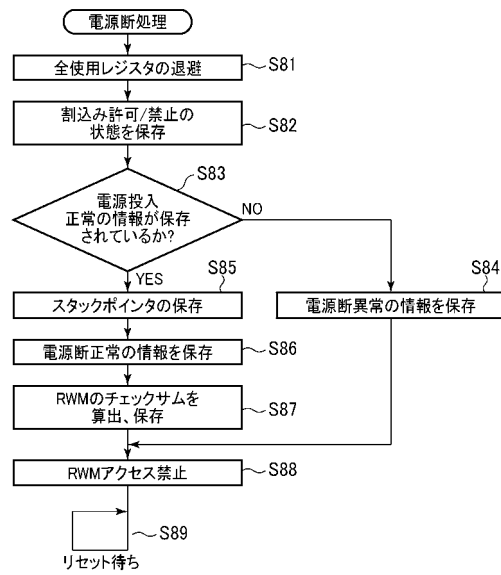 電源断処理
全使用レジスタの退避
S81
割込み許可/禁止の
状態を保存
S82
S83
電源投入
正常の情報が保存
されているか?
NO
YES
S85
スタックポインタの保存
S84
電源断異常の情報を保存
電源断正常の情報を保存
S86
RWMのチェックサムを
算出、保存
S87
RWMアクセス禁止
S88
S89
リセット待ち